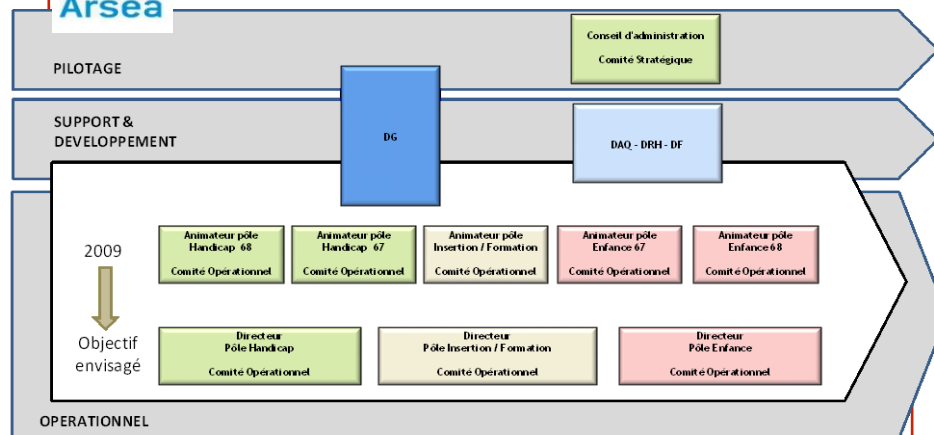 Arsea
Conseil d'administration
Comité Stratégique
PILOTAGE
SUPPORT &
DEVELOPPEMENT
DG
DAQ - DRH - DF
2009
Animateur pôle
Handicap 68
Comité Opérationnel
Animateur pôle
Handicap 67
Comité Opérationnel
Animateur pôle
Insertion / Formation
Comité Opérationnel
Animateur pôle
Enfance 67
Comité Opérationnel
Animateur pôle
Enfance 68
Comité Opérationnel
Objectif
envisagé
Directeur
Pôle Handicap
Comité Opérationnel
Directeur
Pôle Insertion / Formation
Comité Opérationnel
Directeur
Pôle Enfance
Comité Opérationnel
OPERATIONNEL